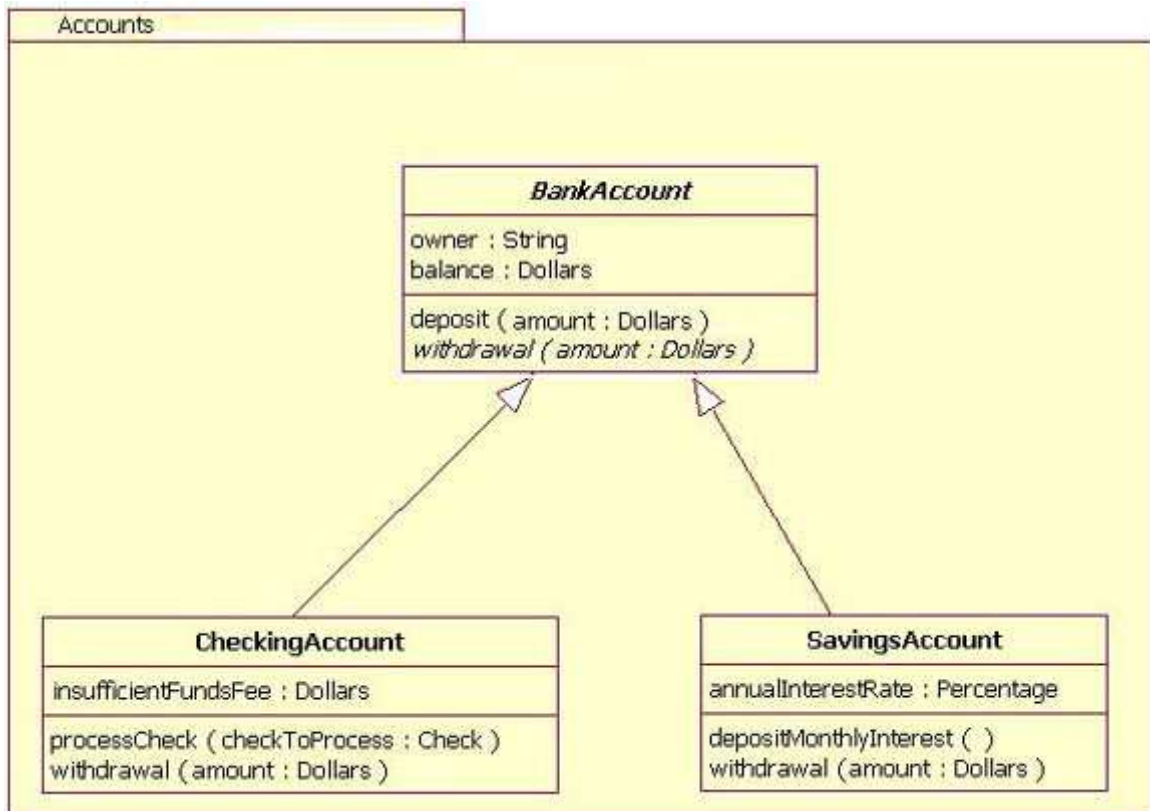 Accounts
BankAccount
owner : String
balance : Dollars
deposit ( amount : Dollars )
withdrawal ( amount : Dollars )
CheckingAccount
insufficientFundsFee : Dollars
processCheck ( checkToProcess : Check )
withdrawal ( amount : Dollars )
SavingsAccount
annualInterestRate : Percentage
depositMonthlyInterest ( )
withdrawal ( amount : Dollars )